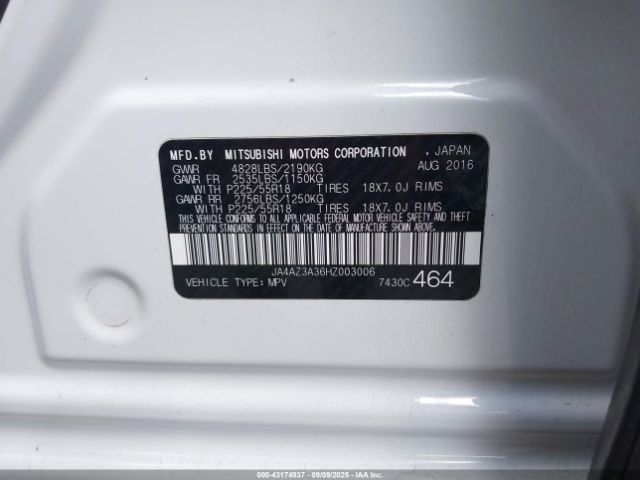 MFD.BY MITSUBISHI MOTORS CORPORATION . JAPAN
GVWR 4828LBS/2190KG AUG 2016
GAWR FR 2535LBS/1150KG
WITH P225/55R18 TIRES 18X7.0J RIMS
GAWR RR 2756LBS/1250KG
WITH P225/55R18 TIRES 18X7.0J RIMS
THIS VEHICLE CONFORMS TO ALL APPLICABLE FEDERAL MOTOR VEHICLE SAFETY AND THEFT
PREVENTION STANDARDS IN EFFECT ON THE DATE OF MANUFACTURE SHOWN ABOVE.
JA4AZ3A36HZ003006
VEHICLE TYPE: MPV 7430C 464
000-43174937 - 09/09/2025 - IAAI.COM